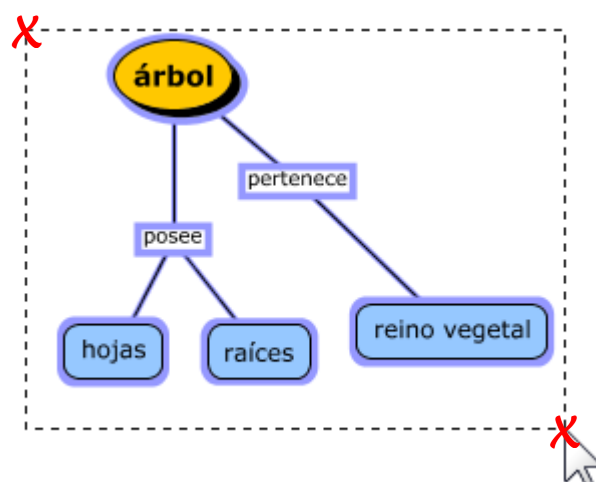 árbol
pertenece
posee
hojas
raíces
reino vegetal